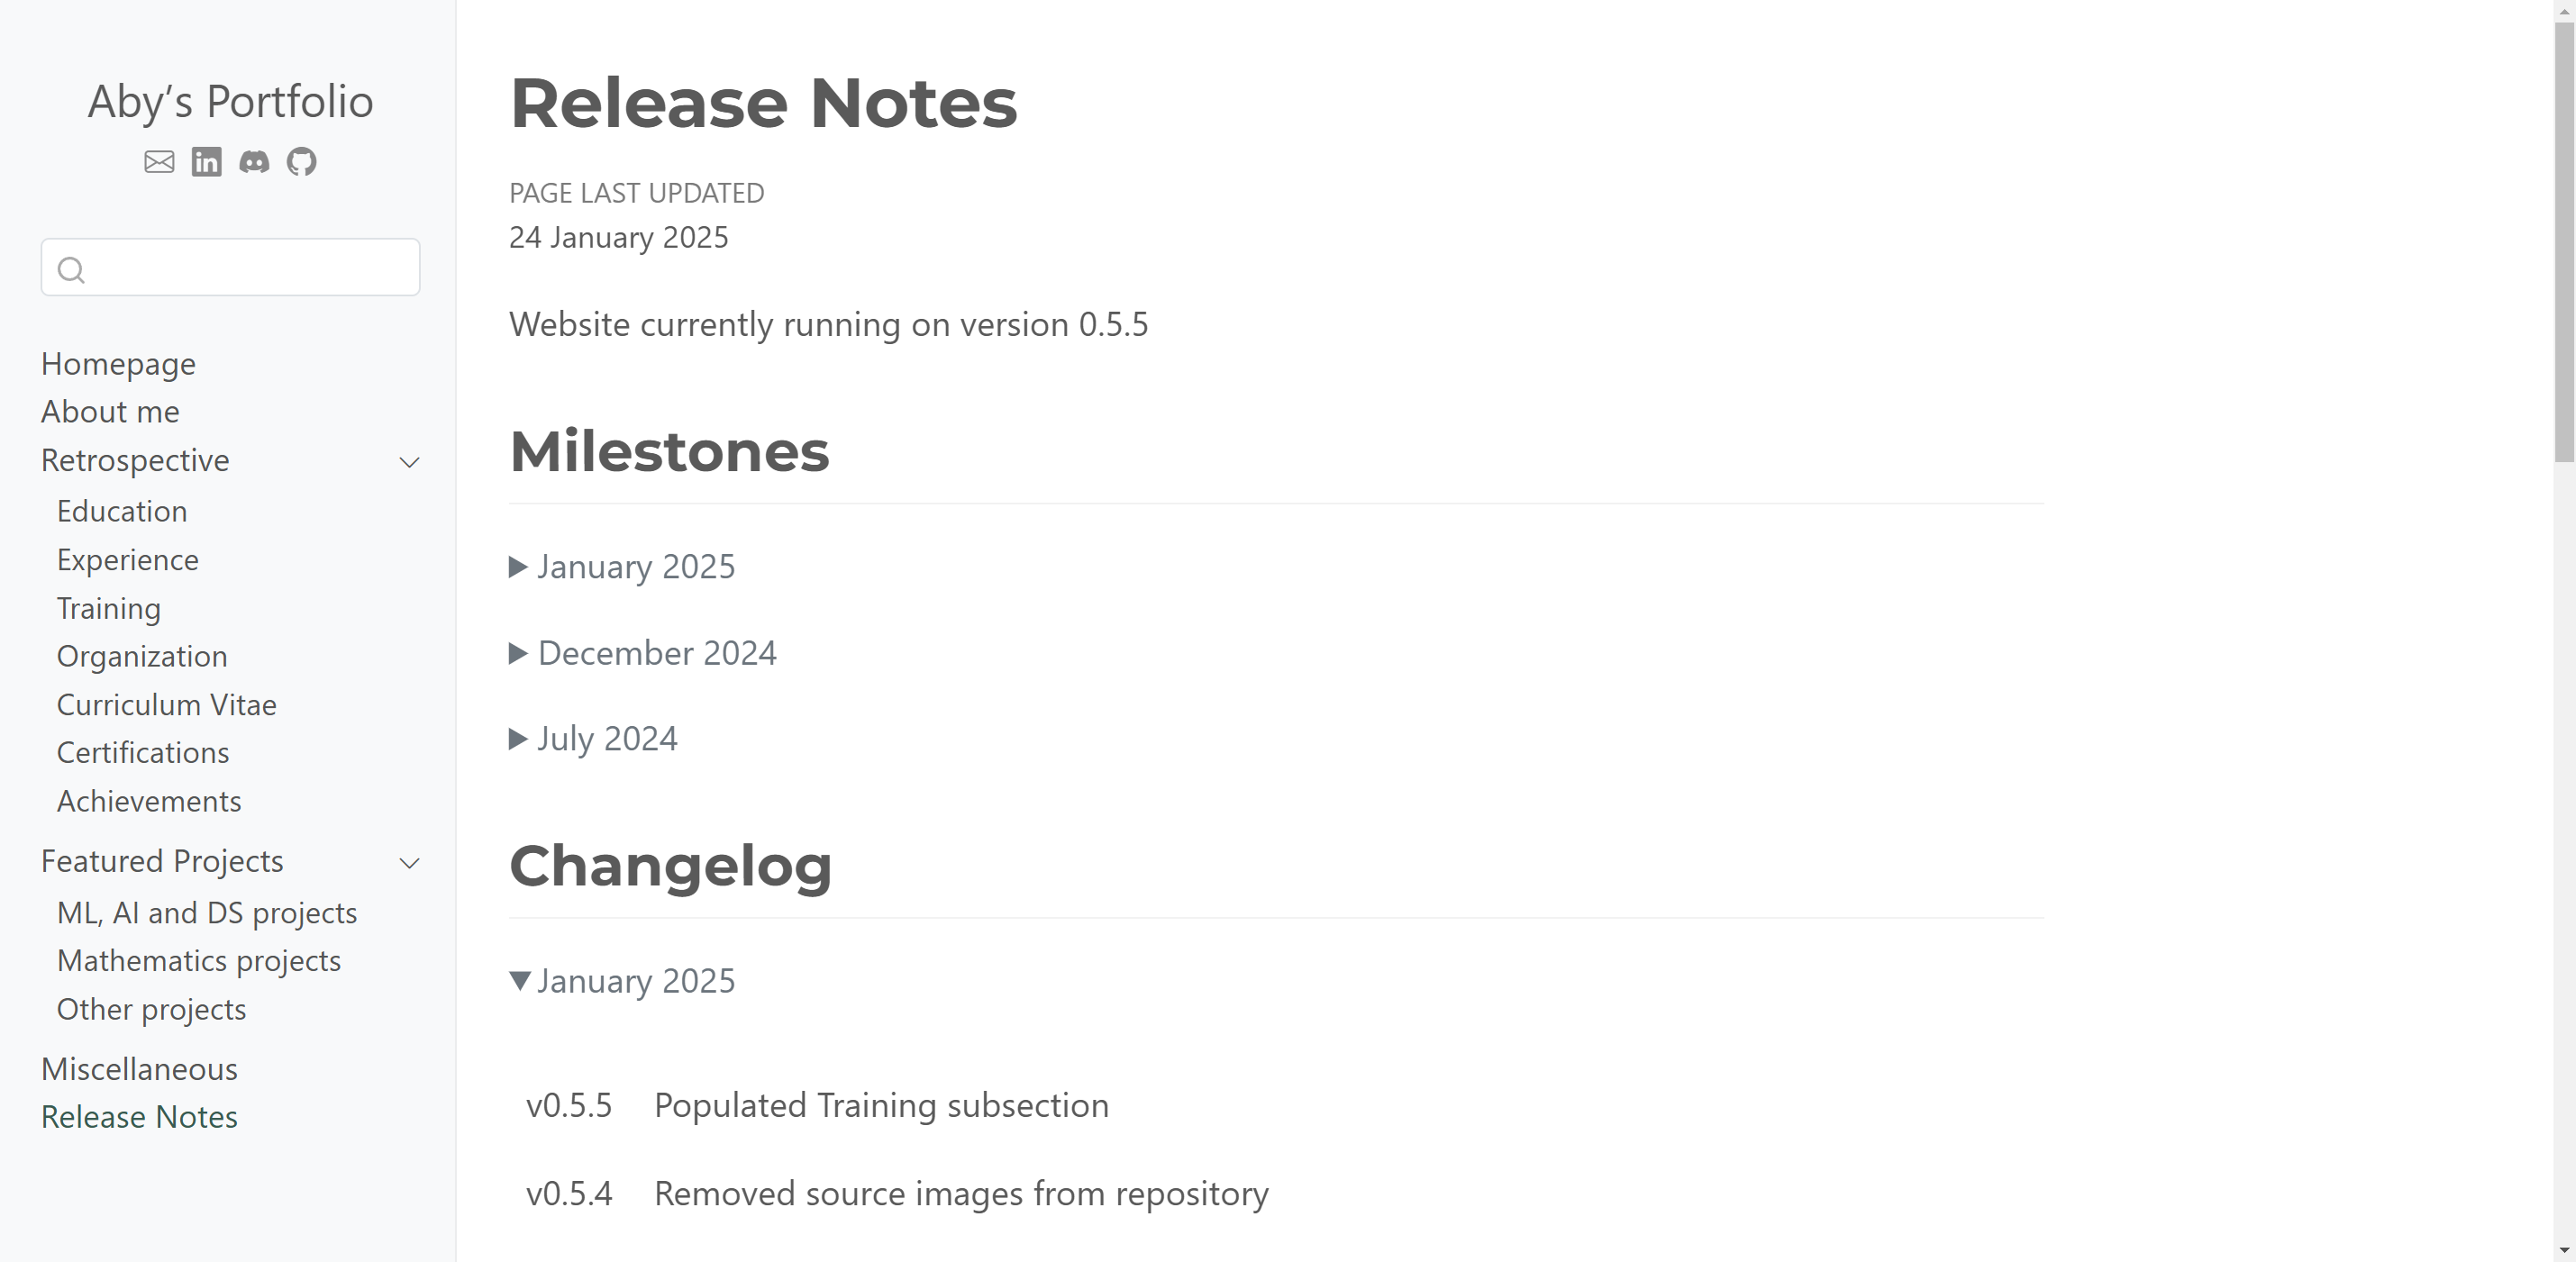 Aby's Portfolio
Homepage
About me
Retrospective
Education
Experience
Training
Organization
Curriculum Vitae
Certifications
Achievements
Featured Projects
ML, AI and DS projects
Mathematics projects
Other projects
Miscellaneous
Release Notes
Release Notes
PAGE LAST UPDATED
24 January 2025
Website currently running on version 0.5.5
Milestones
January 2025
December 2024
July 2024
Changelog
January 2025
v0.5.5 Populated Training subsection
v0.5.4 Removed source images from repository